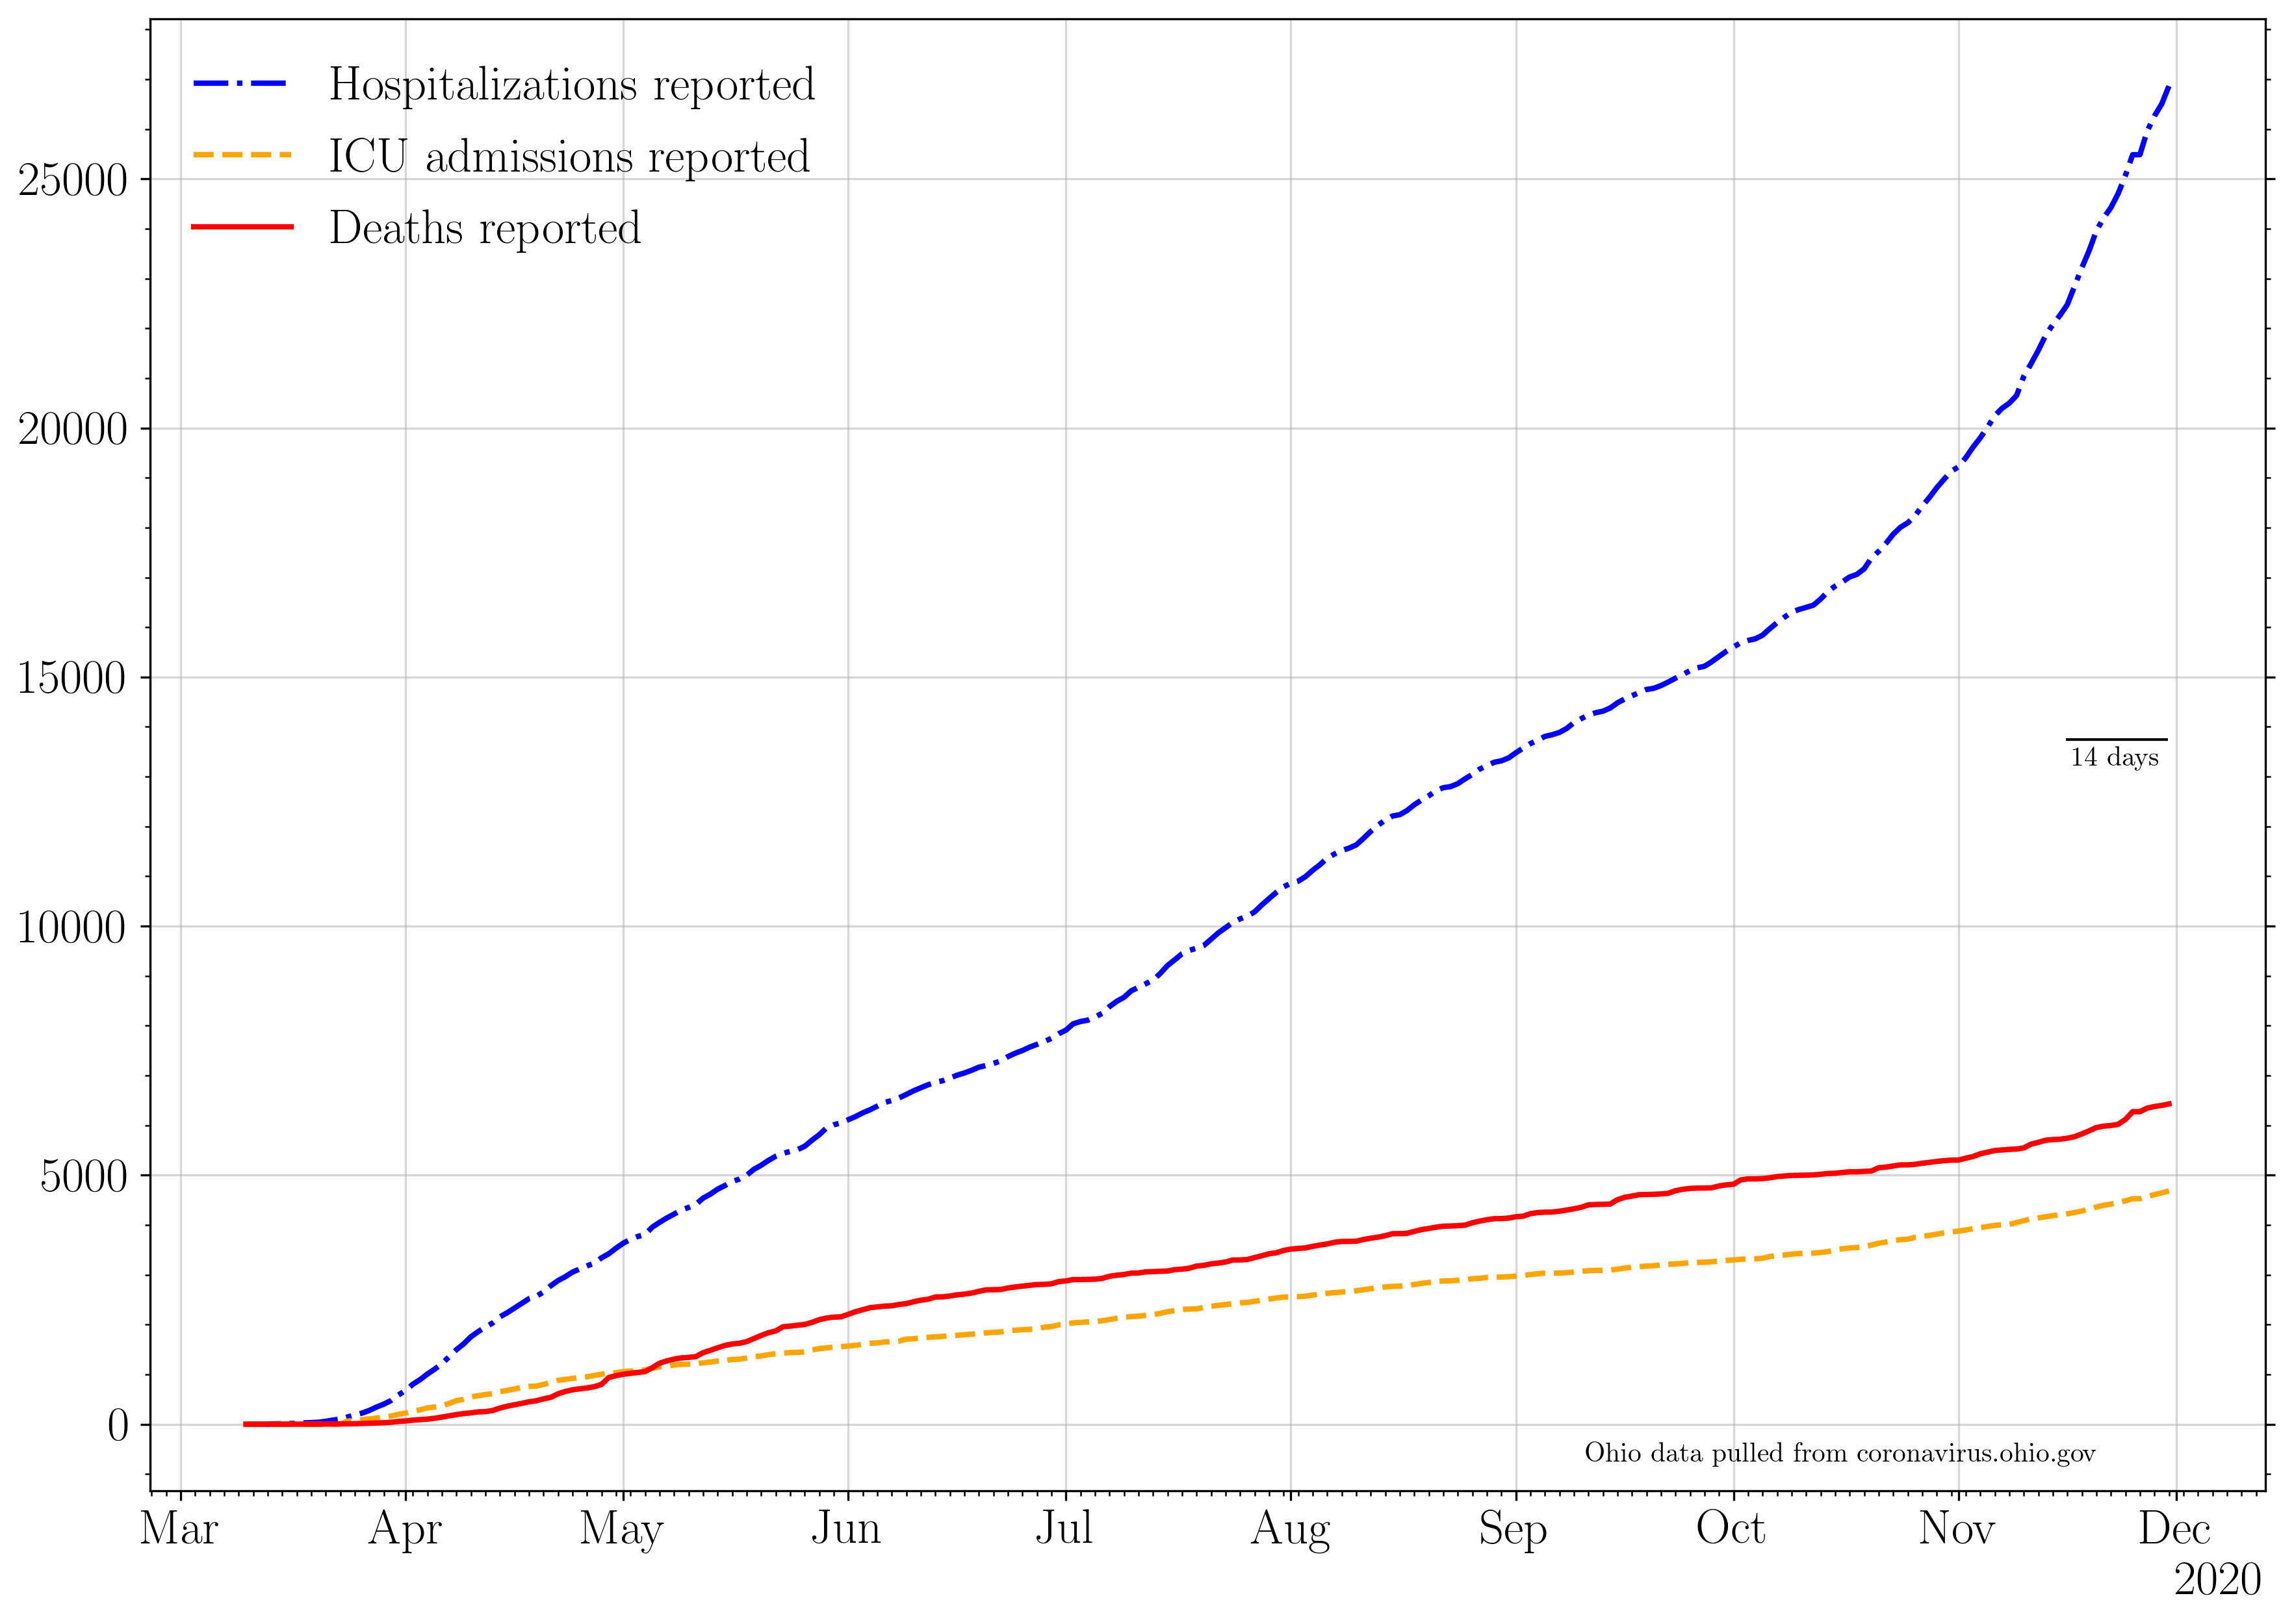 Hospitalizations reported
ICU admissions reported
Deaths reported
25000
20000
15000
10000
5000
0
14 days
Ohio data pulled from coronavirus.ohio.gov
Mar Apr May Jun Jul Aug Sep Oct Nov Dec
2020